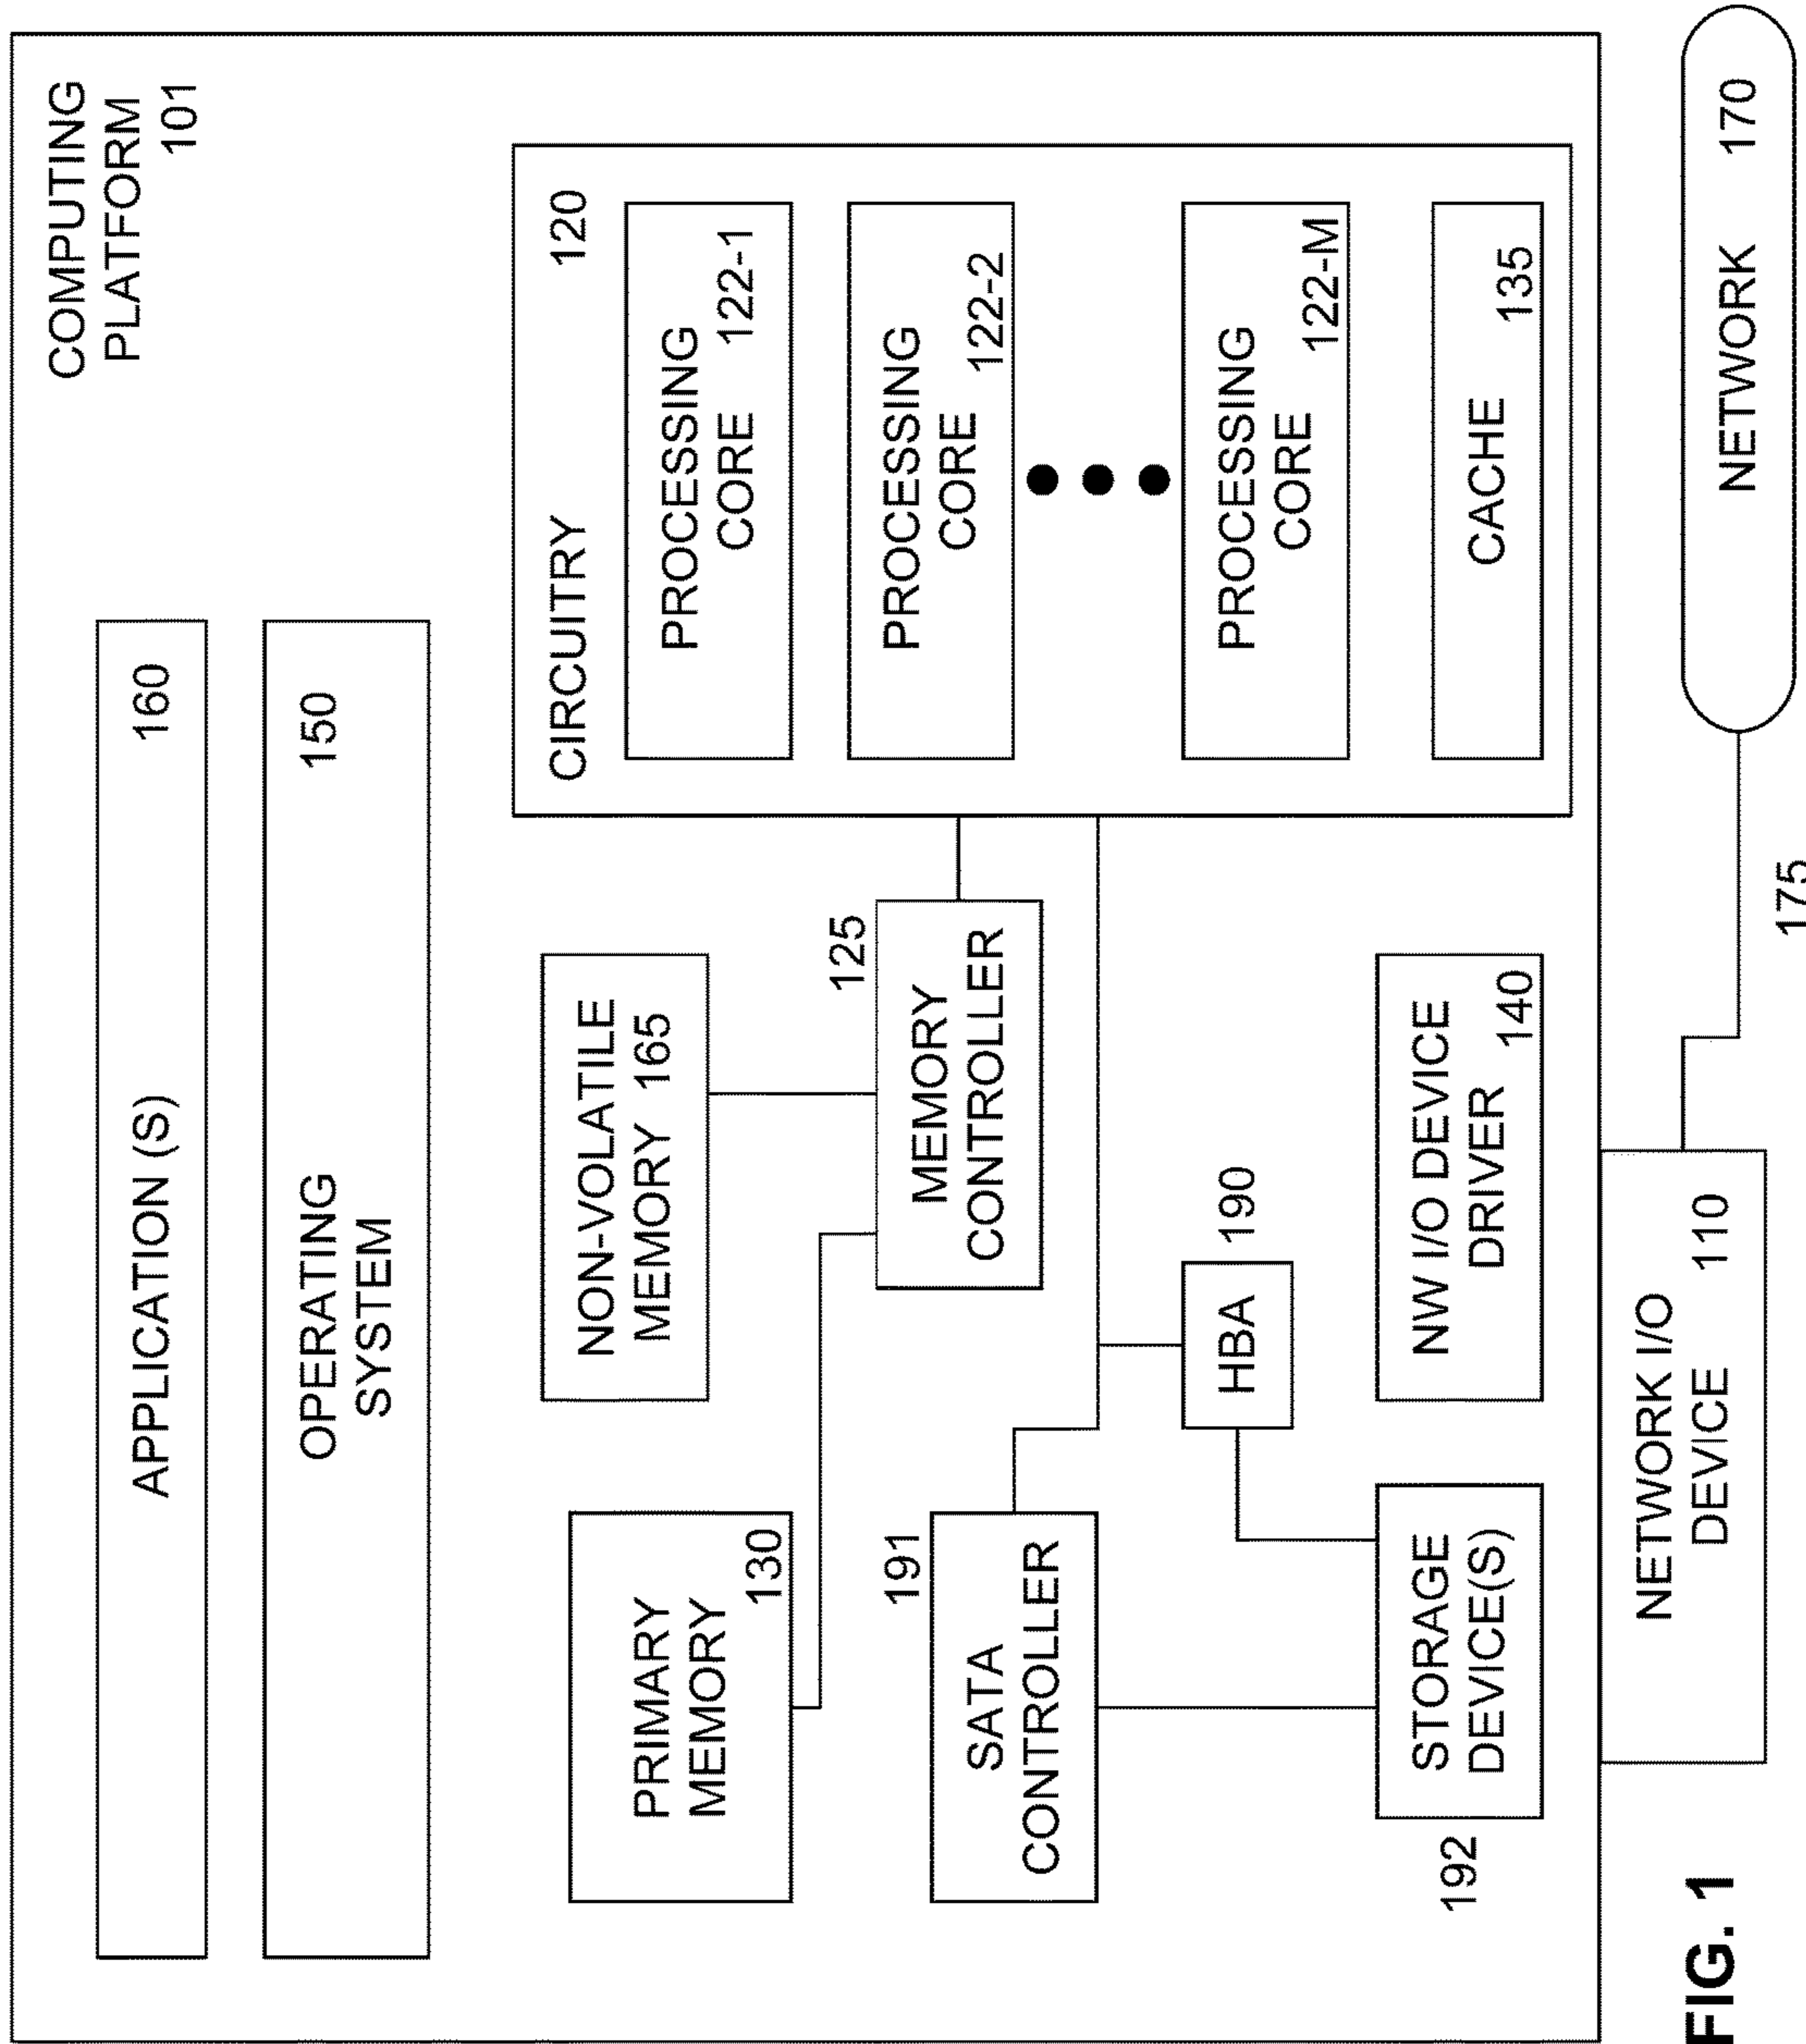 COMPUTING
PLATFORM
101
APPLICATION (S) 160
OPERATING
SYSTEM
150
CIRCUITRY 120
PROCESSING
CORE 122-1
PROCESSING
CORE 122-2
PROCESSING
CORE 122-M
CACHE 135
PRIMARY
MEMORY
130
NON-VOLATILE
MEMORY 165
125
MEMORY
CONTROLLER
191
SATA
CONTROLLER
HBA 190
STORAGE
DEVICE(S)
192
NW I/O DEVICE
DRIVER
140
NETWORK I/O
DEVICE 110
NETWORK 170
175
FIG. 1